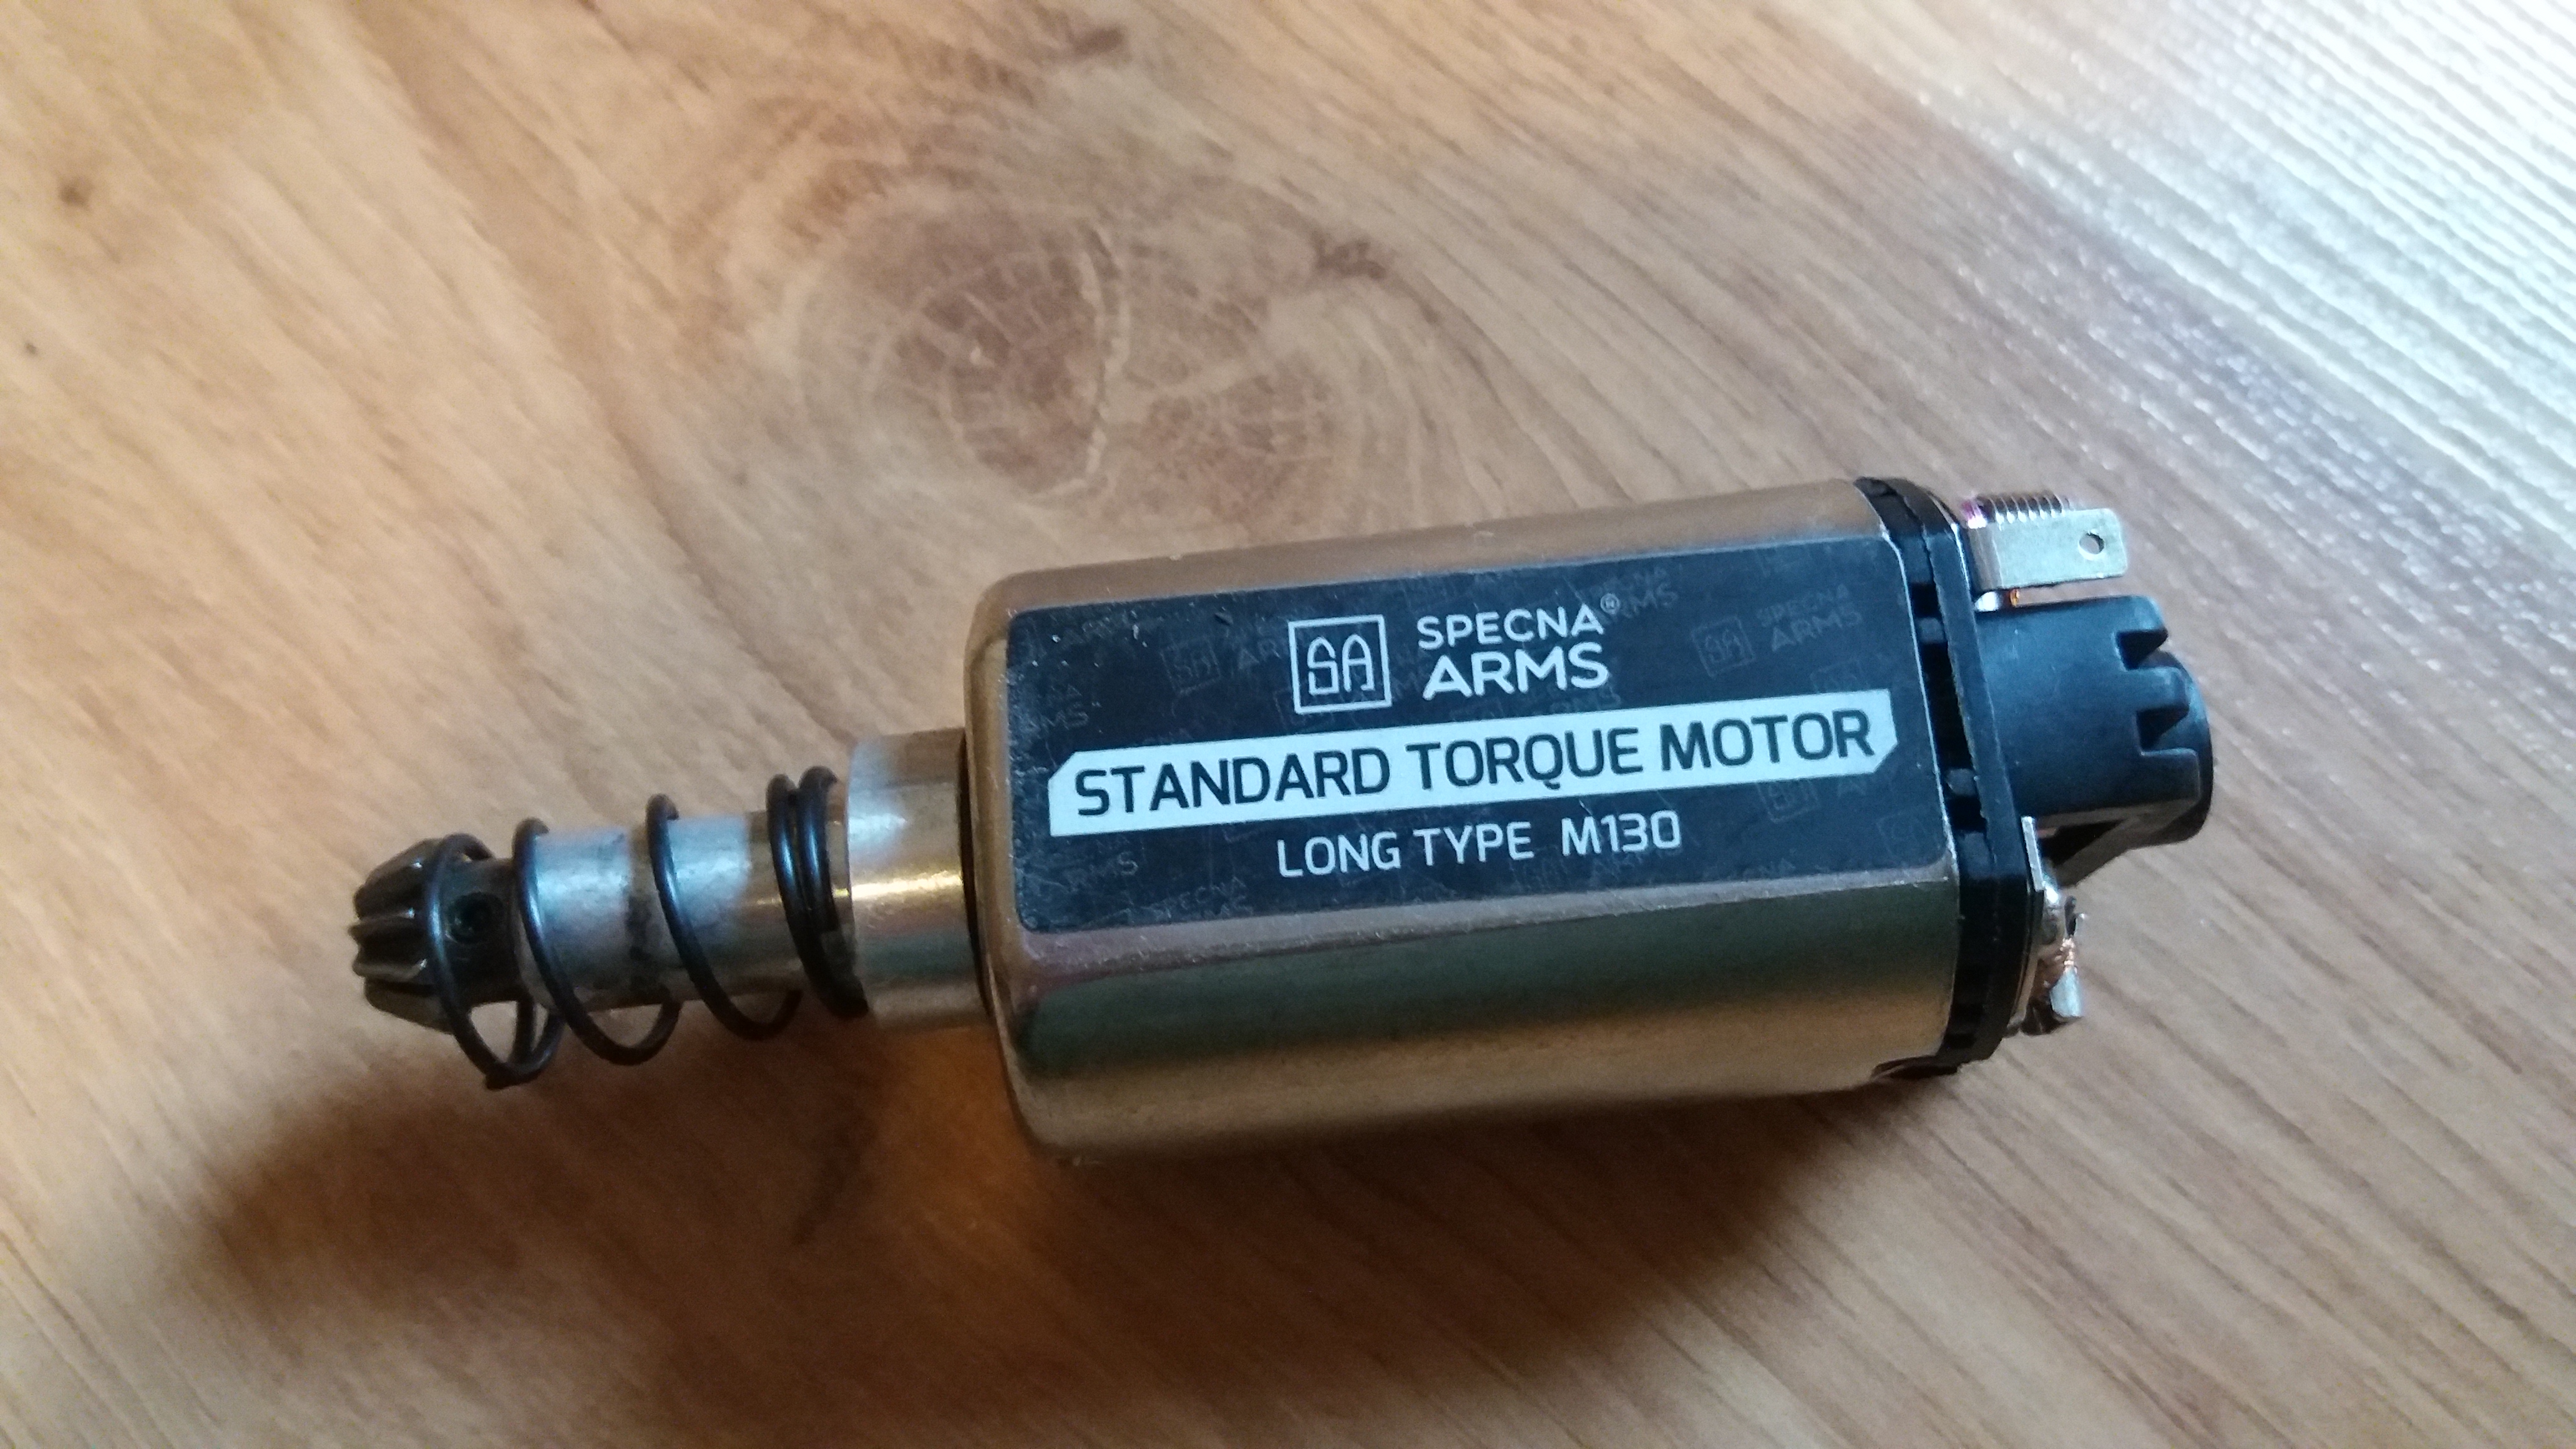 SA SPECNA®
ARMS
STANDARD TORQUE MOTOR
LONG TYPE M130